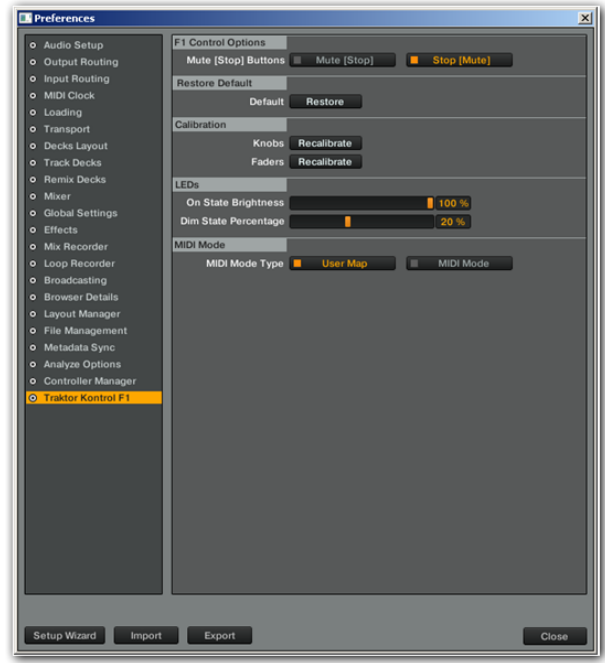 Preferences
Audio Setup
Output Routing
Input Routing
MIDI Clock
Loading
Transport
Decks Layout
Track Decks
Remix Decks
Mixer
Global Settings
Effects
Mix Recorder
Loop Recorder
Broadcasting
Browser Details
Layout Manager
File Management
Metadata Sync
Analyze Options
Controller Manager
Traktor Kontrol F1
F1 Control Options
Mute [Stop] Buttons Mute [Stop] Stop [Mute]
Restore Default
Default Restore
Calibration
Knobs Recalibrate
Faders Recalibrate
LEDs
On State Brightness 100 %
Dim State Percentage 20 %
MIDI Mode
MIDI Mode Type User Map MIDI Mode
Setup Wizard Import Export Close